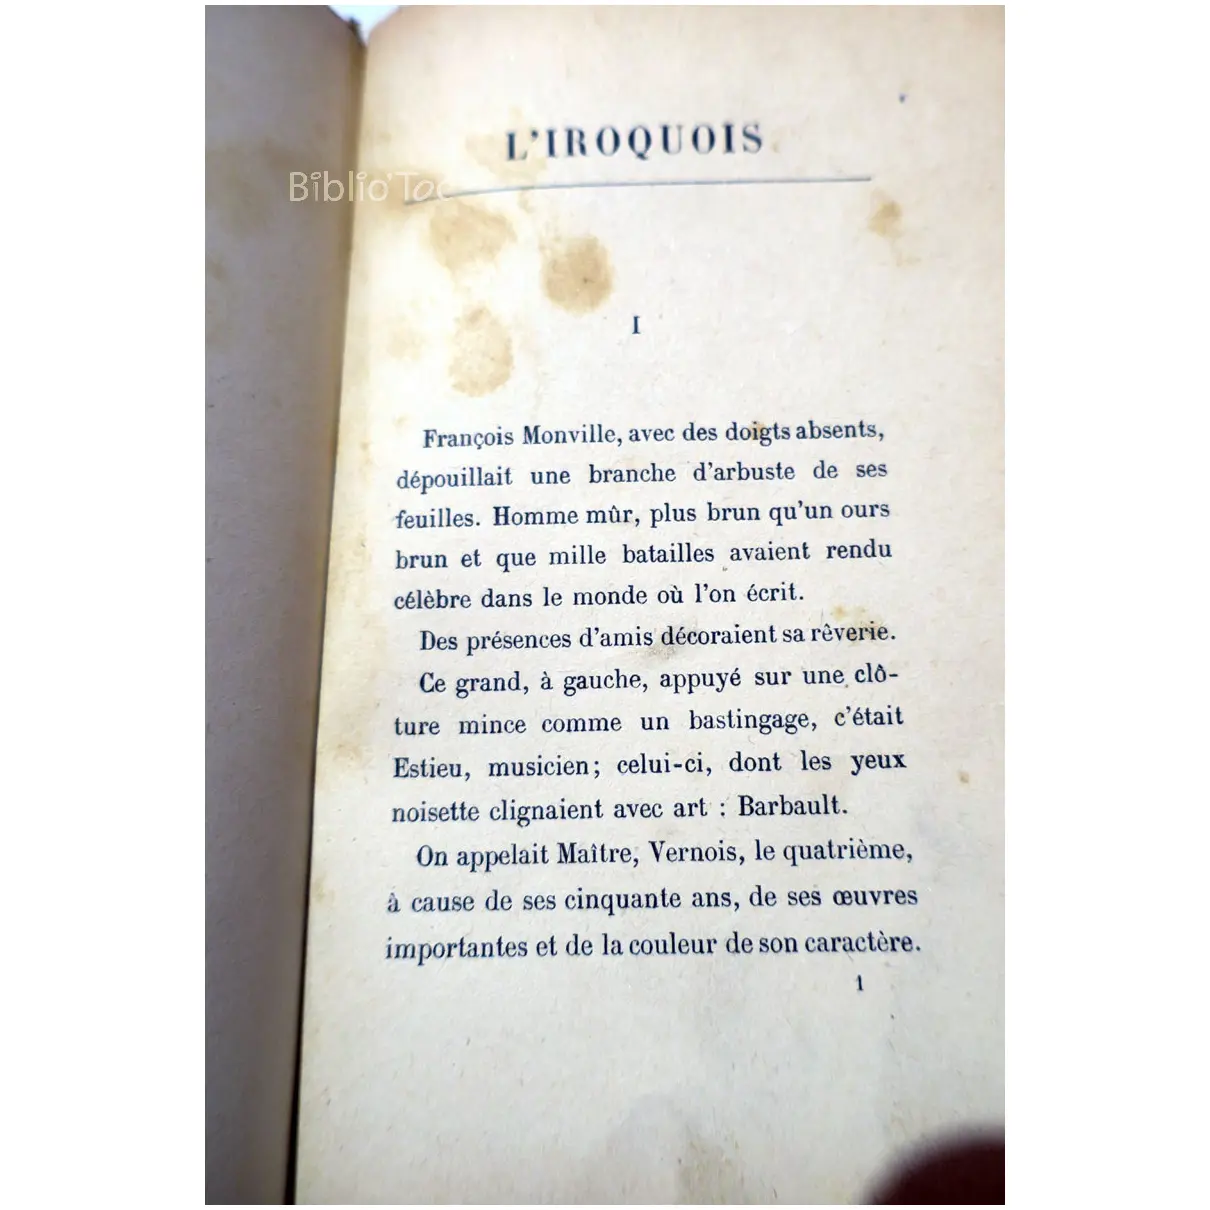 L'IROQUOIS
Biblio'Toc
I
François Monville, avec des doigts absents,
dépouillait une branche d'arbuste de ses
feuilles. Homme mûr, plus brun qu'un ours
brun et que mille batailles avaient rendu
célèbre dans le monde où l'on écrit.
Des présences d'amis décoraient sa rêverie.
Ce grand, à gauche, appuyé sur une clô-
ture mince comme un bastingage, c'était
Estieu, musicien; celui-ci, dont les yeux
noisette clignaient avec art : Barbault.
On appelait Maître, Vernois, le quatrième,
à cause de ses cinquante ans, de ses œuvres
importantes et de la couleur de son caractère.
1